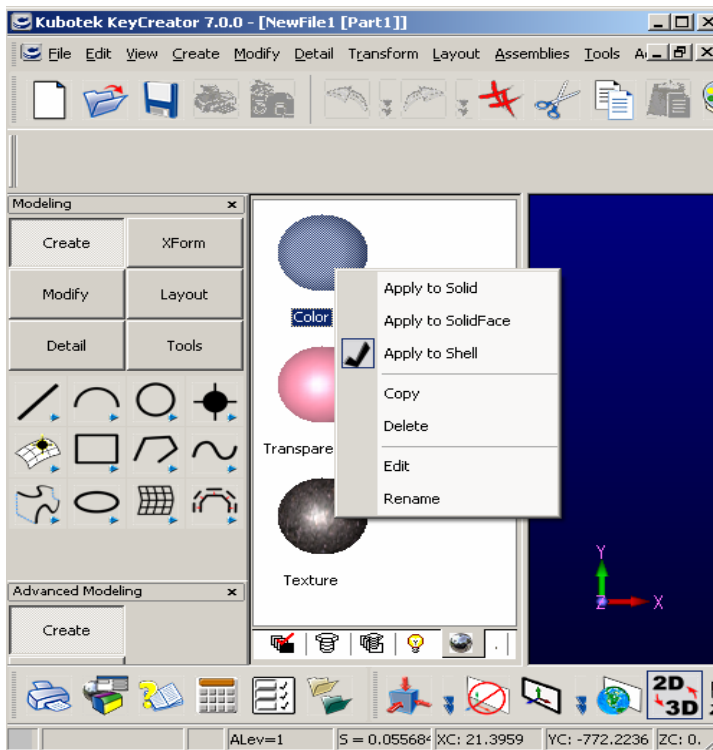 Kubotek KeyCreator 7.0.0 - [NewFile1 [Part1]]
File Edit View Create Modify Detail Transform Layout Assemblies Tools A
Modeling x
Create XForm
Modify Layout
Detail Tools
Color
Transpare
Texture
Apply to Solid
Apply to SolidFace
Apply to Shell
Copy
Delete
Edit
Rename
Y
Z X
Advanced Modeling x
Create
2D
3D
ALev=1 S = 0.05568 XC: 21.3959 YC: -772.2236 ZC: 0.